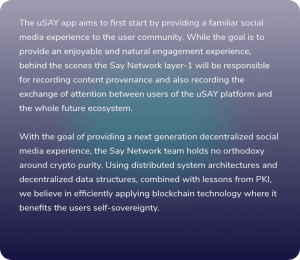 The uSAY app aims to first start by providing a familiar social
media experience to the user community. While the goal is to
provide an enjoyable and natural engagement experience,
behind the scenes the Say Network layer-1 will be responsible
for recording content provenance and also recording the
exchange of attention between users of the uSAY platform and
the whole future ecosystem.
With the goal of providing a next generation decentralized social
media experience, the Say Network team holds no orthodoxy
around crypto purity. Using distributed system architectures and
decentralized data structures, combined with lessons from PKI,
we believe in efficiently applying blockchain technology where it
benefits the users self-sovereignty.